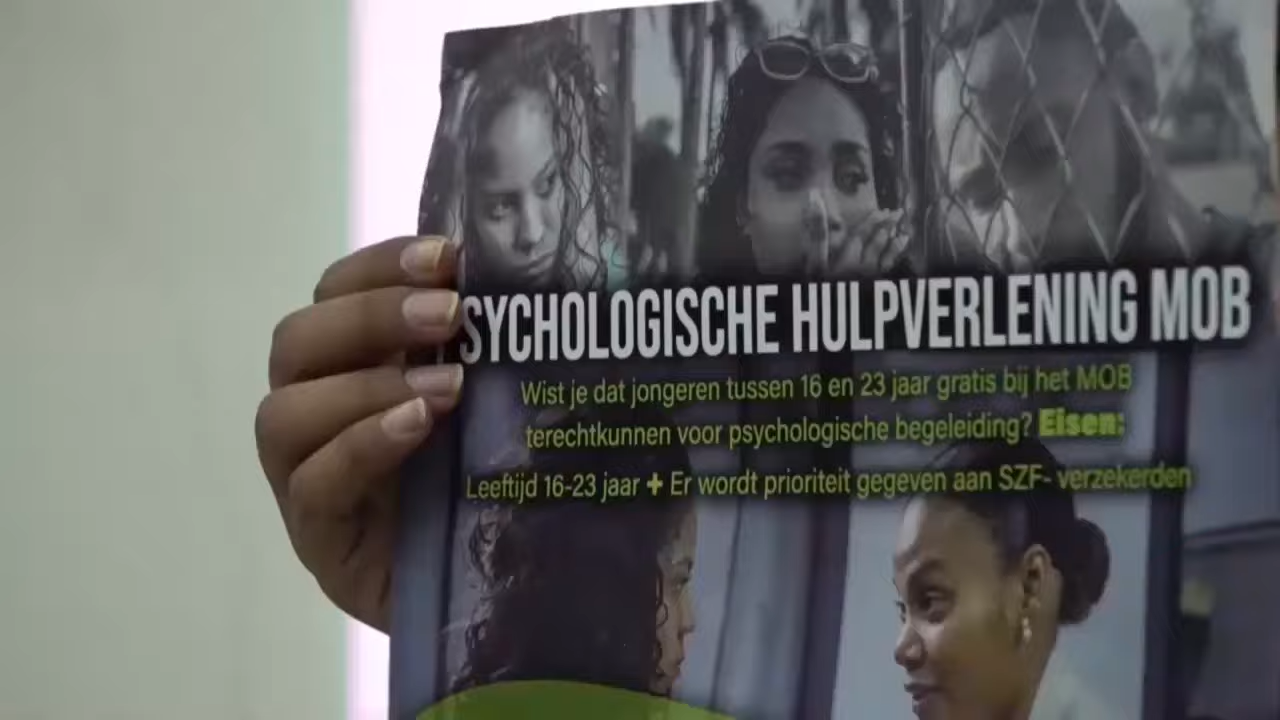 PSYCHOLOGISCHE HULPVERLENING MOB
Wist je dat jongeren tussen 16 en 23 jaar gratis bij het MOB
terechtkunnen voor psychologische begeleiding? Eisen:
Leeftijd 16-23 jaar + Er wordt prioriteit gegeven aan SZF- verzekerden